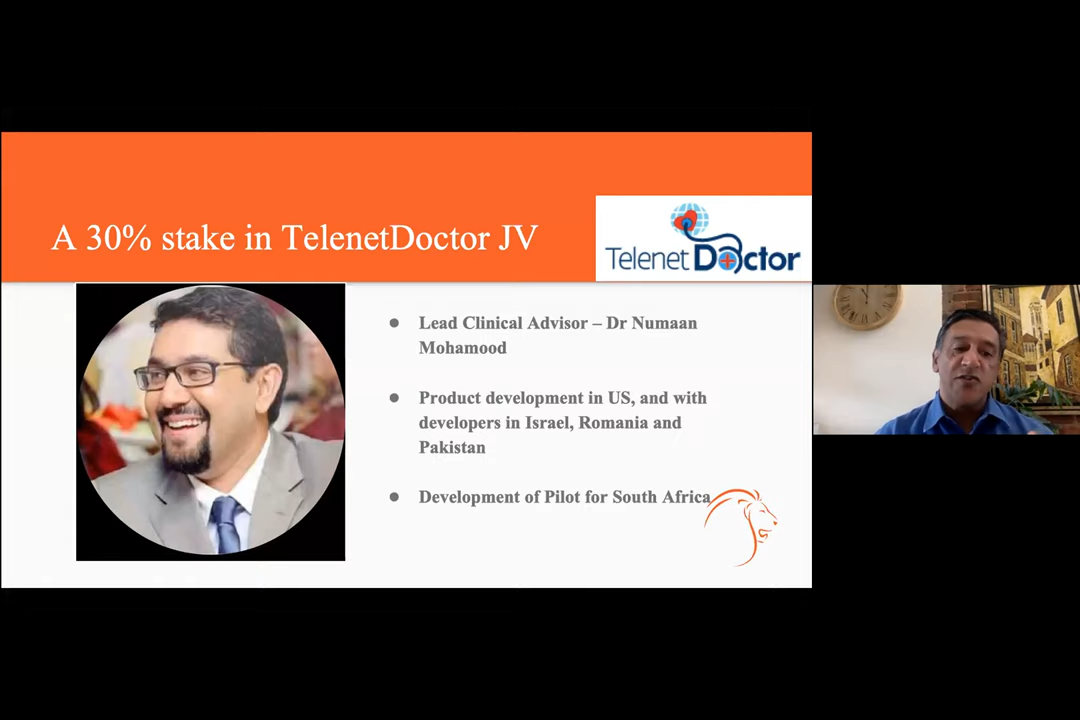 A 30% stake in TelenetDoctor JV
Telenet Doctor
● Lead Clinical Advisor – Dr Numaan
Mohamood
● Product development in US, and with
developers in Israel, Romania and
Pakistan
● Development of Pilot for South Africa